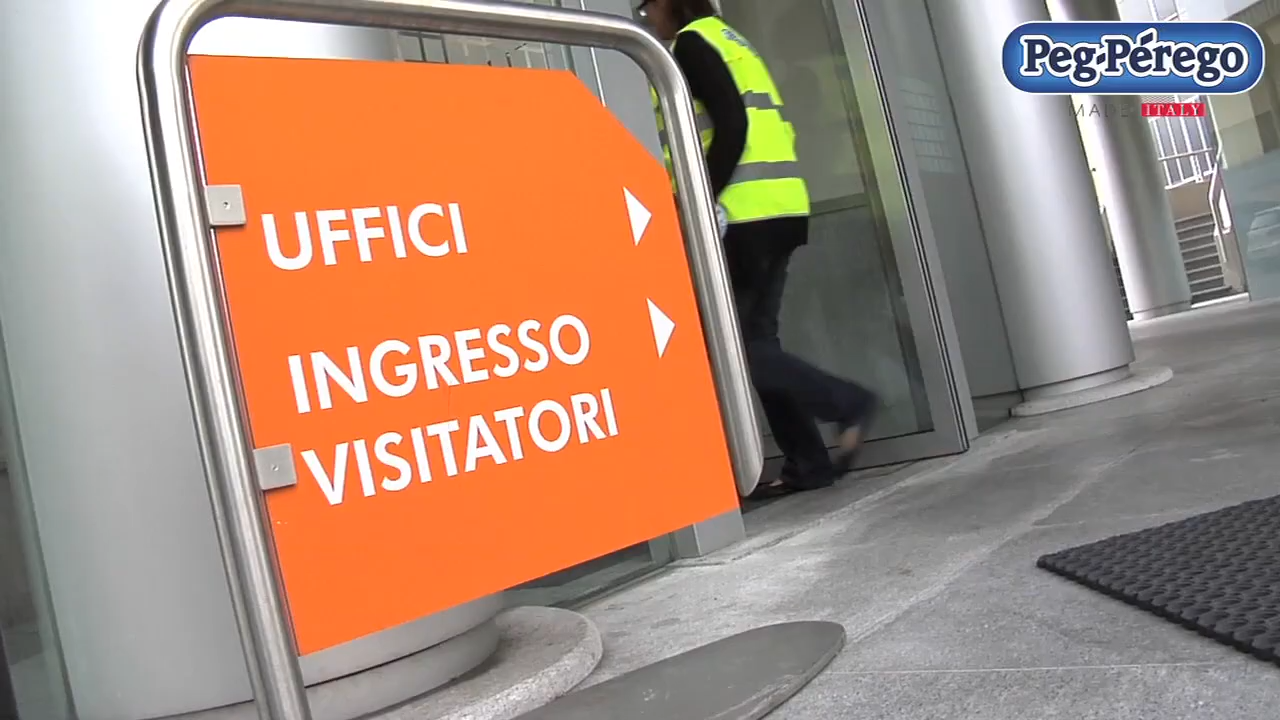 Peg-Pérego
MADE ITALY
UFFICI
INGRESSO
VISITATORI